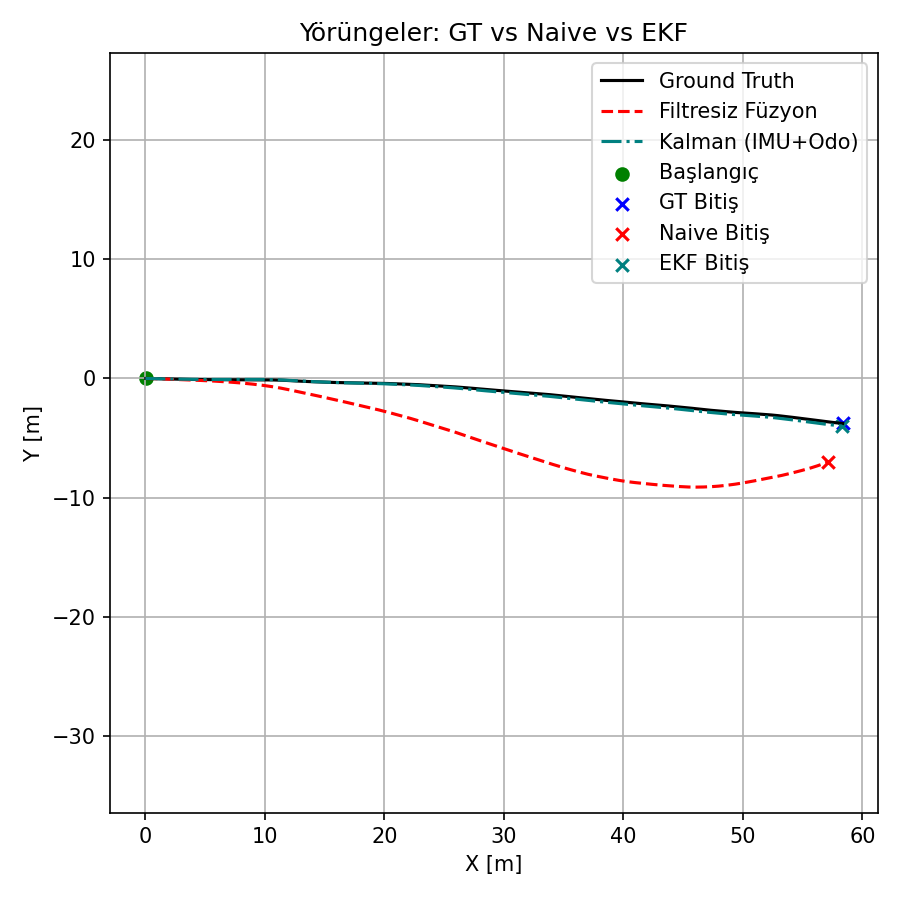 Yörüngeler: GT vs Naive vs EKF
Ground Truth
Filtresiz Füzyon
Kalman (IMU+Odo)
Başlangıç
GT Bitiş
Naive Bitiş
EKF Bitiş
20
10
0
−10
−20
−30
Y [m]
0 10 20 30 40 50 60
X [m]